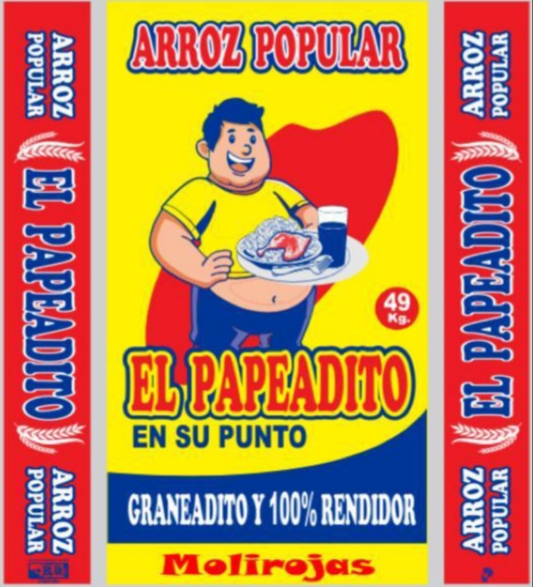 ARROZ
POPULAR
EL PAPEADITO
ARROZ
POPULAR
ARROZ POPULAR
49
Kg.
EL PAPEADITO
EN SU PUNTO
GRANEADITO Y 100% RENDIDOR
Molirojas
ARROZ
POPULAR
EL PAPEADITO
ARROZ
POPULAR